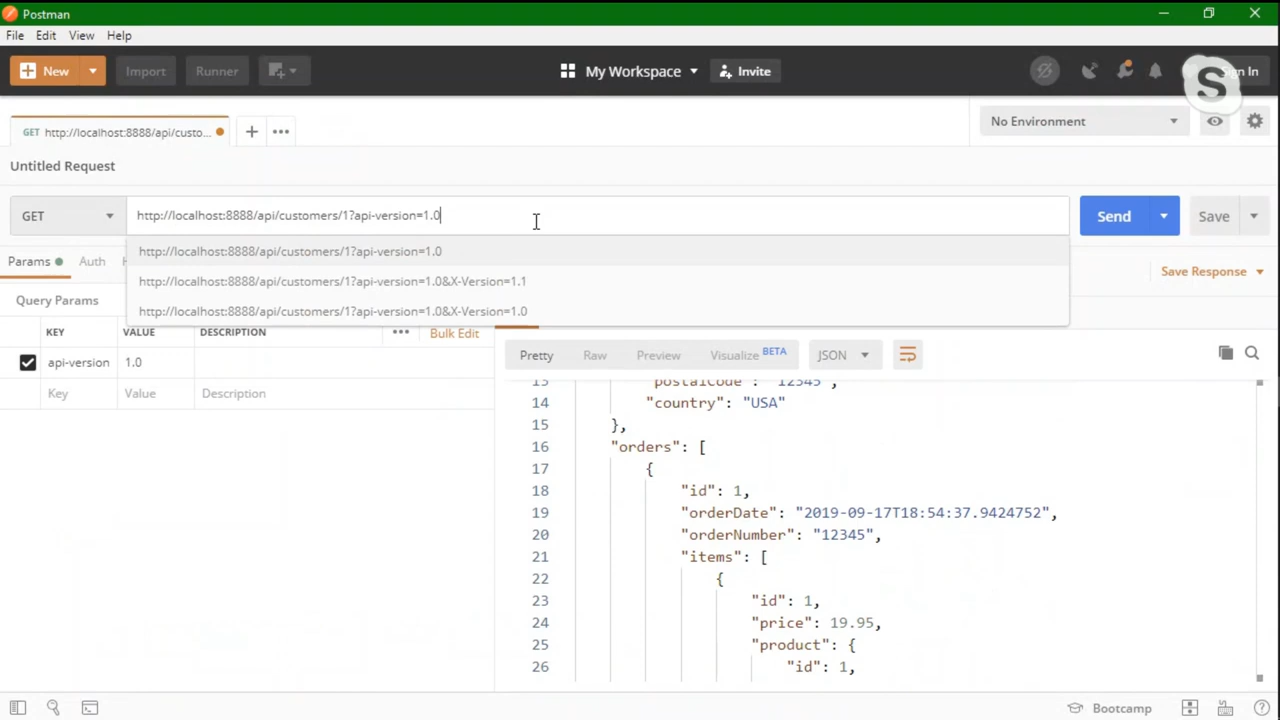 Postman
File Edit View Help
New Import Runner My Workspace Invite Sign In
GET http://localhost:8888/api/custo... No Environment
Untitled Request
GET http://localhost:8888/api/customers/1?api-version=1.0 Send Save
http://localhost:8888/api/customers/1?api-version=1.0
Params Auth Save Response
http://localhost:8888/api/customers/1?api-version=1.0&X-Version=1.1
Query Params
http://localhost:8888/api/customers/1?api-version=1.0&X-Version=1.0
KEY VALUE DESCRIPTION Bulk Edit
Pretty Raw Preview Visualize BETA JSON
api-version 1.0
Key Value Description
13 "postalCode": "12345",
14 "country": "USA"
15 },
16 "orders": [
17 {
18 "id": 1,
19 "orderDate": "2019-09-17T18:54:37.9424752",
20 "orderNumber": "12345",
21 "items": [
22 {
23 "id": 1,
24 "price": 19.95,
25 "product": {
26 "id": 1,
Bootcamp